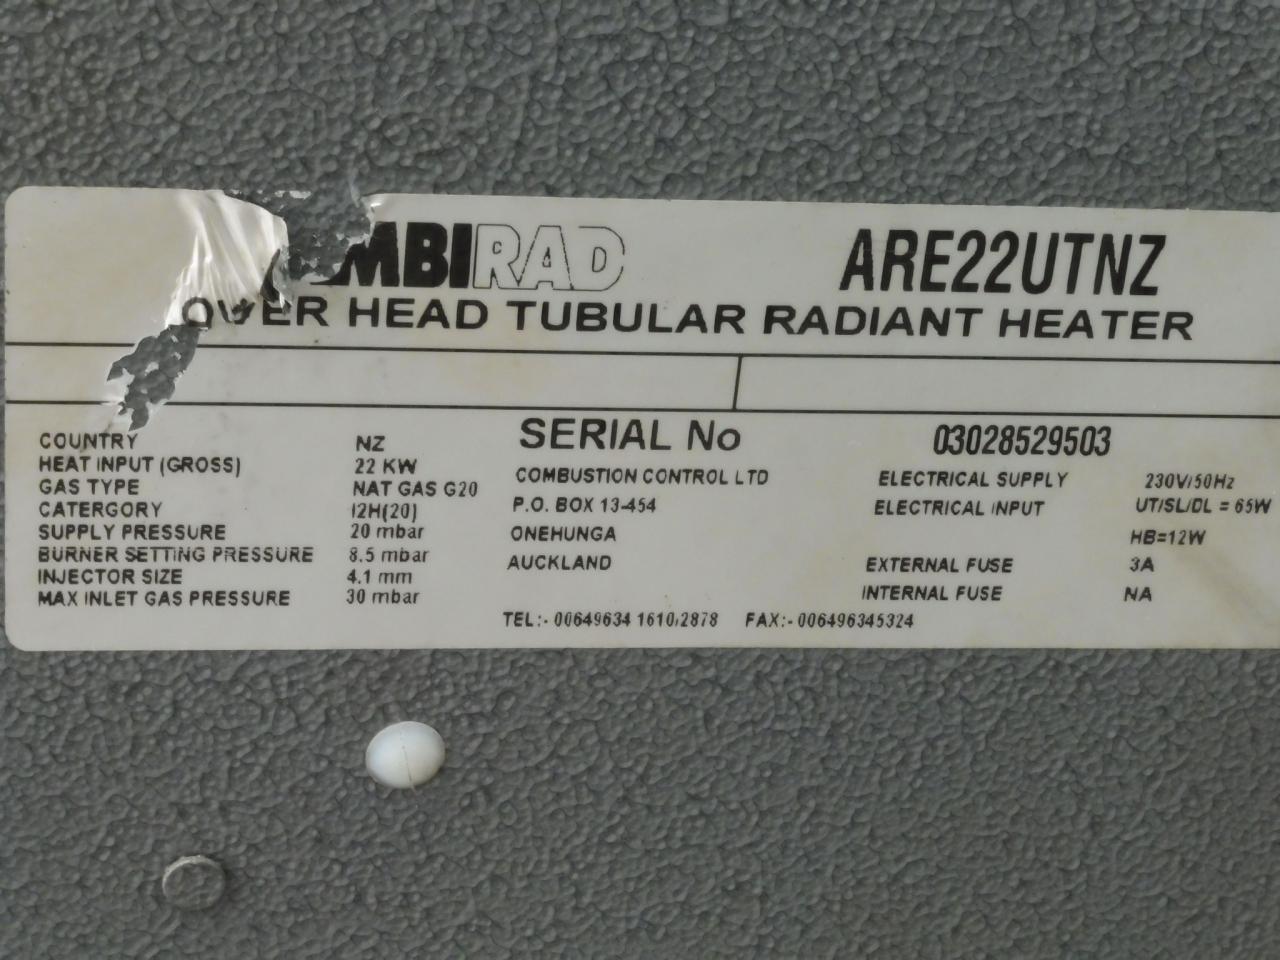 MBIRAD ARE22UTNZ
OVER HEAD TUBULAR RADIANT HEATER
SERIAL No 03028529503
COUNTRY NZ
HEAT INPUT (GROSS) 22 KW
GAS TYPE NAT GAS G20
CATERGORY I2H(20)
SUPPLY PRESSURE 20 mbar
BURNER SETTING PRESSURE 8.5 mbar
INJECTOR SIZE 4.1 mm
MAX INLET GAS PRESSURE 30 mbar
COMBUSTION CONTROL LTD
P.O. BOX 13-454
ONEHUNGA
AUCKLAND
TEL:- 00649634 1610/2878 FAX:- 006496345324
ELECTRICAL SUPPLY 230V/50Hz
ELECTRICAL INPUT UT/SL/DL = 65W
HB=12W
EXTERNAL FUSE 3A
INTERNAL FUSE NA